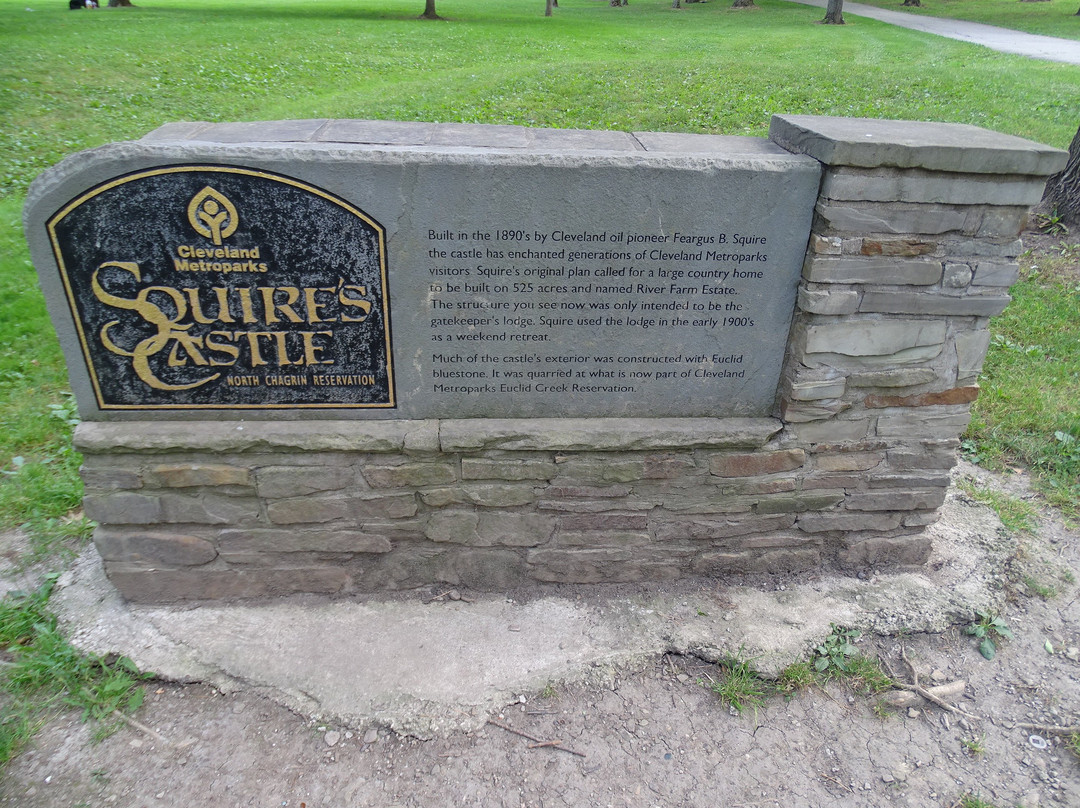 Cleveland
Metroparks
SQUIRE'S
CASTLE
NORTH CHAGRIN RESERVATION
Built in the 1890's by Cleveland oil pioneer Feargus B. Squire
the castle has enchanted generations of Cleveland Metroparks
visitors. Squire's original plan called for a large country home
to be built on 525 acres and named River Farm Estate.
The structure you see now was only intended to be the
gatekeeper's lodge. Squire used the lodge in the early 1900's
as a weekend retreat.
Much of the castle's exterior was constructed with Euclid
bluestone. It was quarried at what is now part of Cleveland
Metroparks Euclid Creek Reservation.